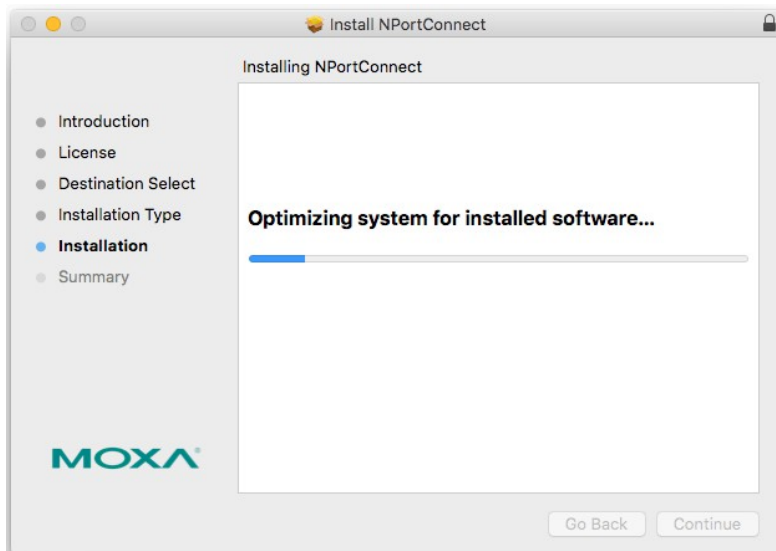 Install NPortConnect
Installing NPortConnect
Introduction
License
Destination Select
Installation Type
Installation
Summary
Optimizing system for installed software...
MOXA®
Go Back
Continue